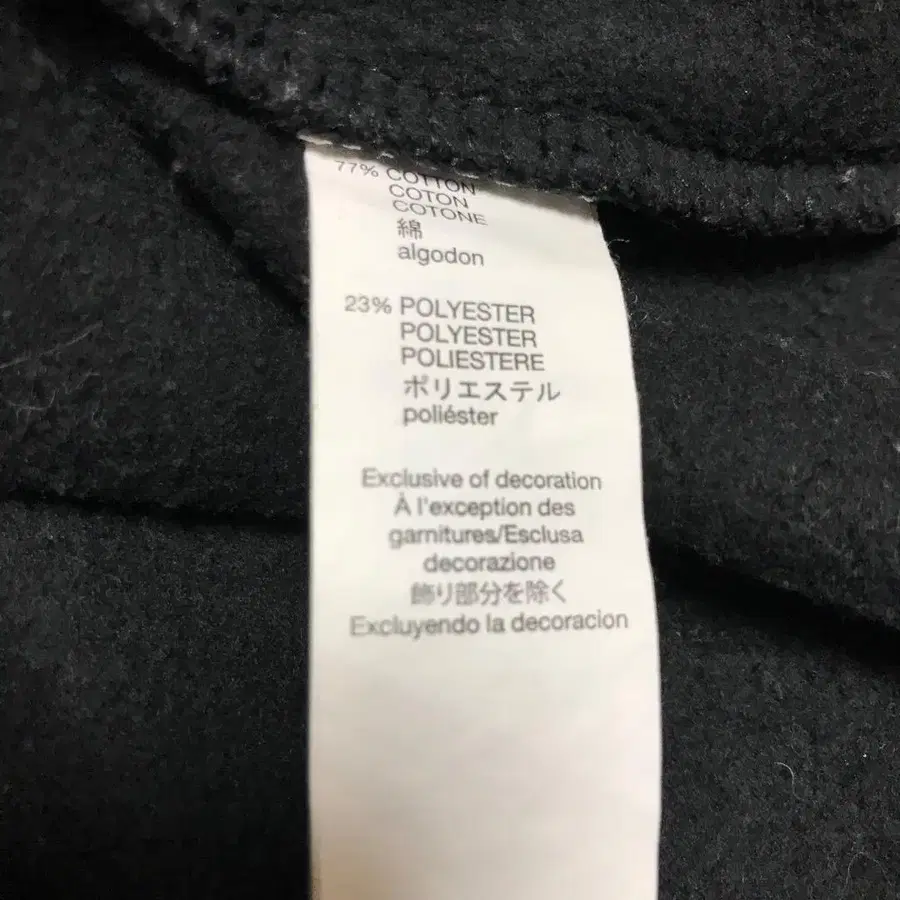 77% COTTON
COTON
COTONE
綿
algodon
23% POLYESTER
POLYESTER
POLIESTERE
ポリエステル
poliéster
Exclusive of decoration
À l'exception des
garnitures/Esclusa
decorazione
飾り部分を除く
Excluyendo la decoracion